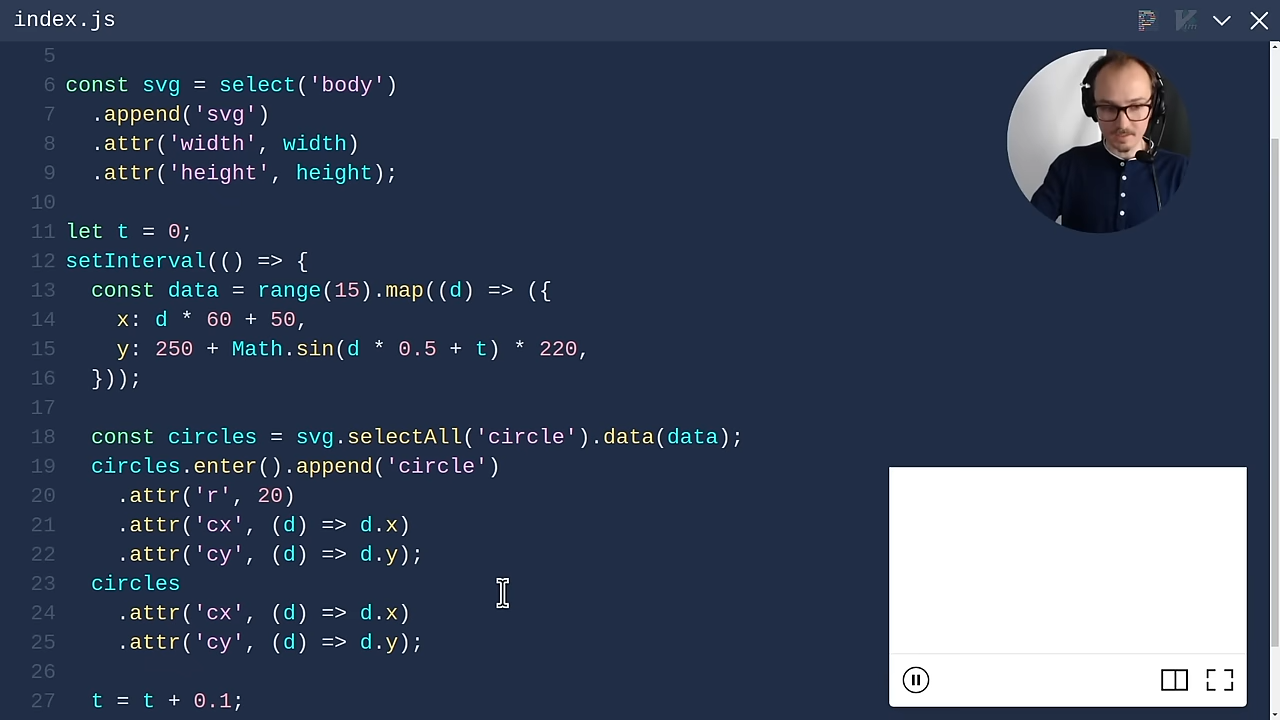 index.js
5
6 const svg = select('body')
7   .append('svg')
8   .attr('width', width)
9   .attr('height', height);
10
11 let t = 0;
12 setInterval(() => {
13   const data = range(15).map((d) => ({
14     x: d * 60 + 50,
15     y: 250 + Math.sin(d * 0.5 + t) * 220,
16   }));
17
18   const circles = svg.selectAll('circle').data(data);
19   circles.enter().append('circle')
20     .attr('r', 20)
21     .attr('cx', (d) => d.x)
22     .attr('cy', (d) => d.y);
23   circles
24     .attr('cx', (d) => d.x)
25     .attr('cy', (d) => d.y);
26
27   t = t + 0.1;